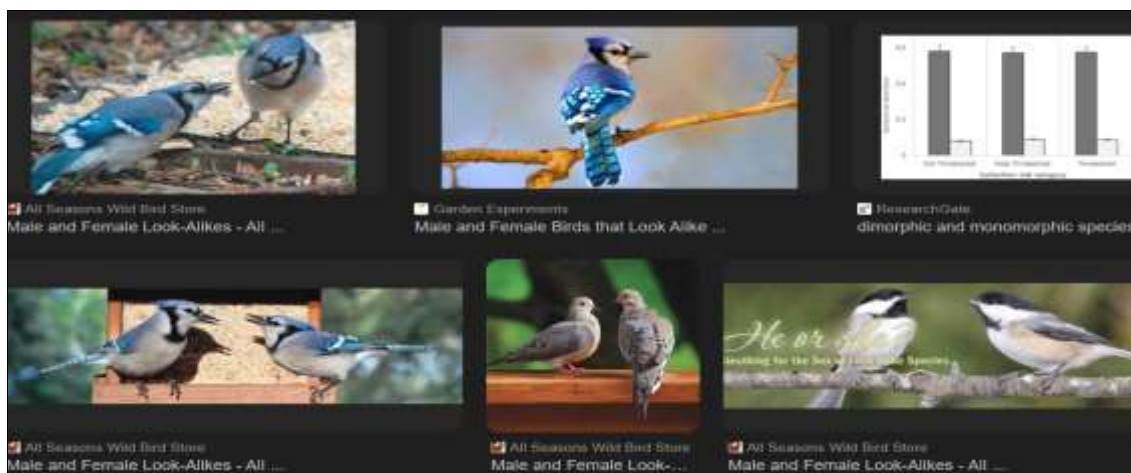 All Seasons Wild Bird Store
Male and Female Look-Alikes - All ...
Garden Experiments
Male and Female Birds that Look Alike ...
ResearchGate
dimorphic and monomorphic species
He or
All Seasons Wild Bird Store
Male and Female Look-Alikes - All ...
All Seasons Wild Bird Store
Male and Female Look-...
All Seasons Wild Bird Store
Male and Female Look-Alikes - All ...